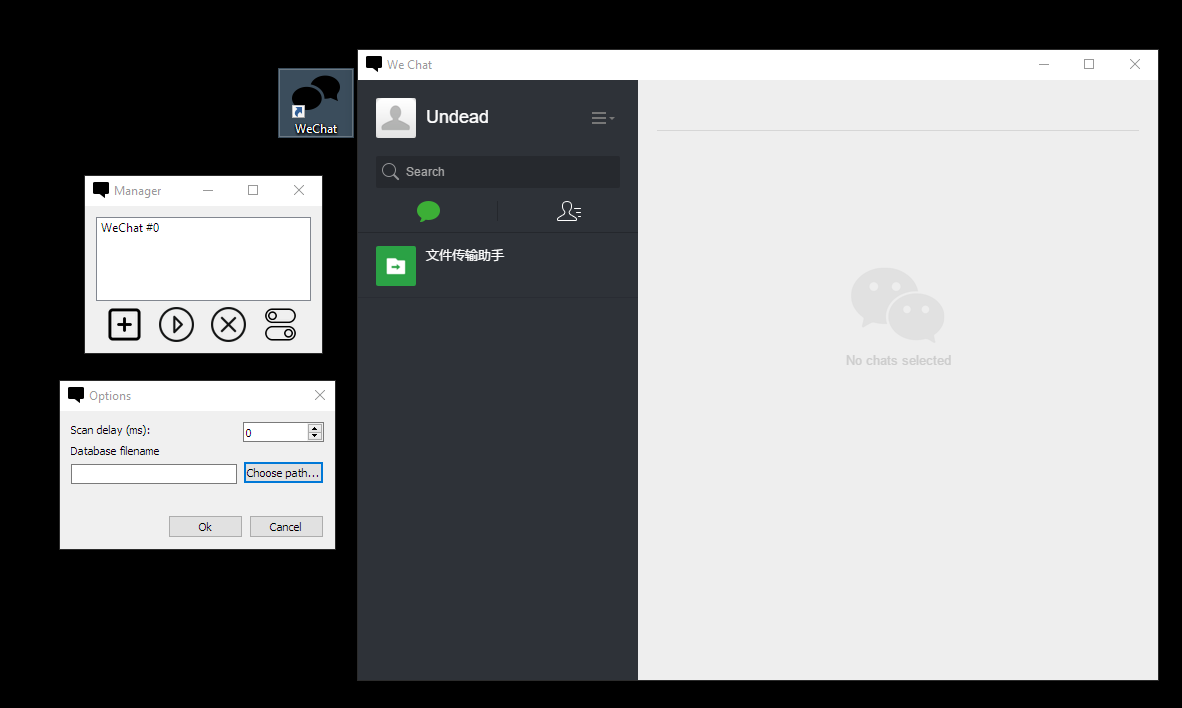 WeChat
Manager
WeChat #0
Options
Scan delay (ms):
0
Database filename
Choose path...
Ok
Cancel
We Chat
Undead
Search
文件传输助手
No chats selected